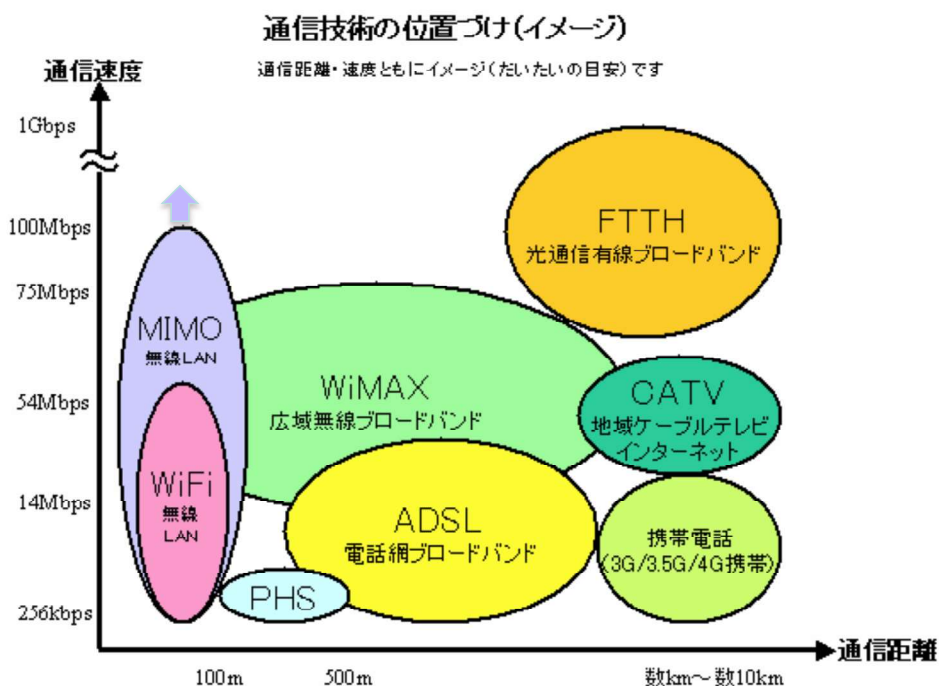 通信技術の位置づけ(イメージ)
通信速度
通信距離・速度ともにイメージ(だいたいの目安)です
1Gbps
100Mbps
75Mbps
54Mbps
14Mbps
256kbps
FTTH
光通信有線ブロードバンド
MIMO
無線LAN
WiMAX
広域無線ブロードバンド
CATV
地域ケーブルテレビ
インターネット
WiFi
無線
LAN
ADSL
電話網ブロードバンド
携帯電話
(3G/3.5G/4G携帯)
PHS
通信距離
100m
500m
数km～数10km